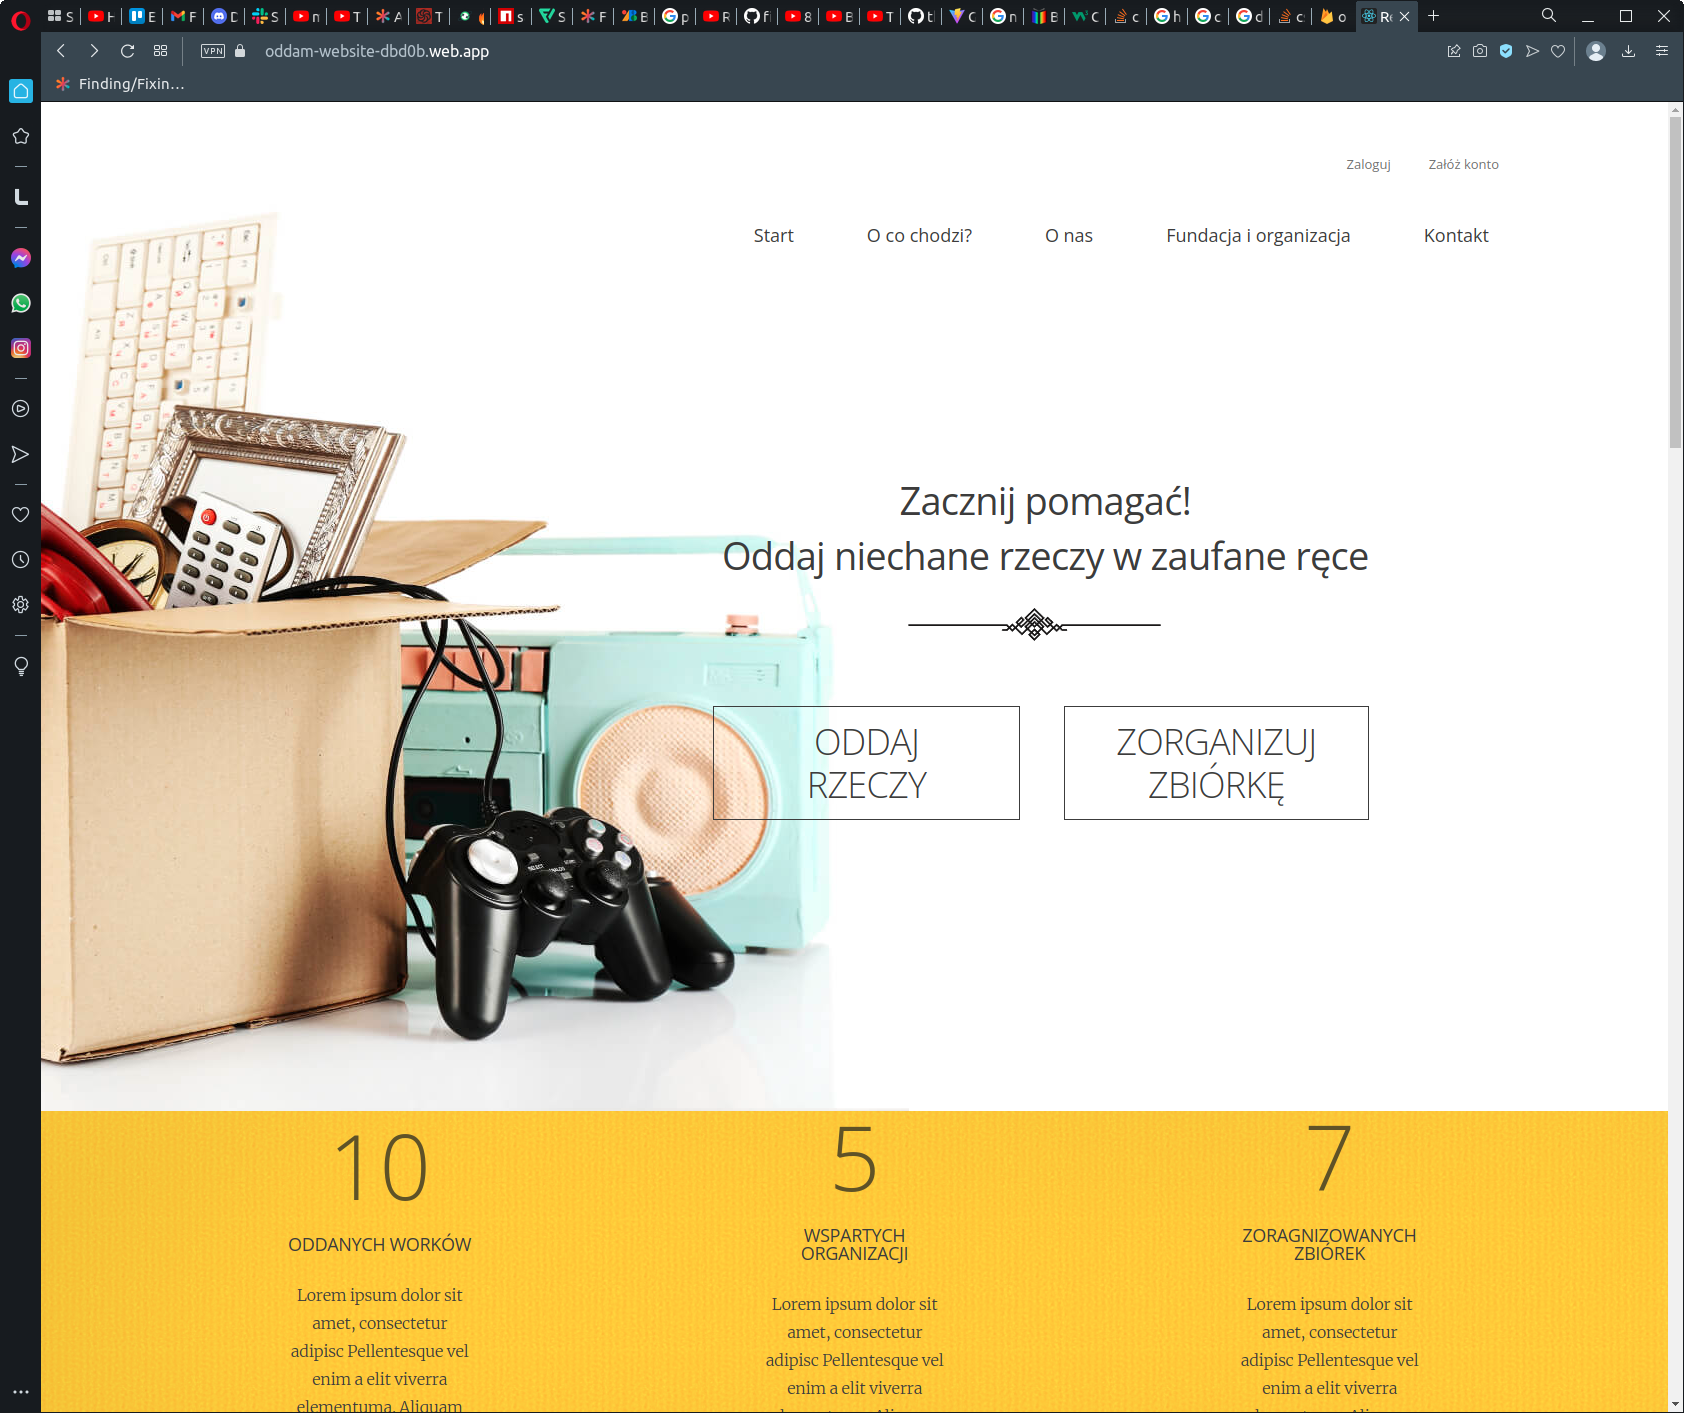 VPN
oddam-website-dbd0b.web.app
Finding/Fixin...
Zaloguj
Załóż konto
Start
O co chodzi?
O nas
Fundacja i organizacja
Kontakt
Zacznij pomagać!
Oddaj niechane rzeczy w zaufane ręce
ODDAJ
RZECZY
ZORGANIZUJ
ZBIÓRKĘ
10
ODDANYCH WORKÓW
Lorem ipsum dolor sit
amet, consectetur
adipisc Pellentesque vel
enim a elit viverra
elementuma. Aliquam
5
WSPARTYCH
ORGANIZACJI
Lorem ipsum dolor sit
amet, consectetur
adipisc Pellentesque vel
enim a elit viverra
7
ZORAGNIZOWANYCH
ZBIÓREK
Lorem ipsum dolor sit
amet, consectetur
adipisc Pellentesque vel
enim a elit viverra